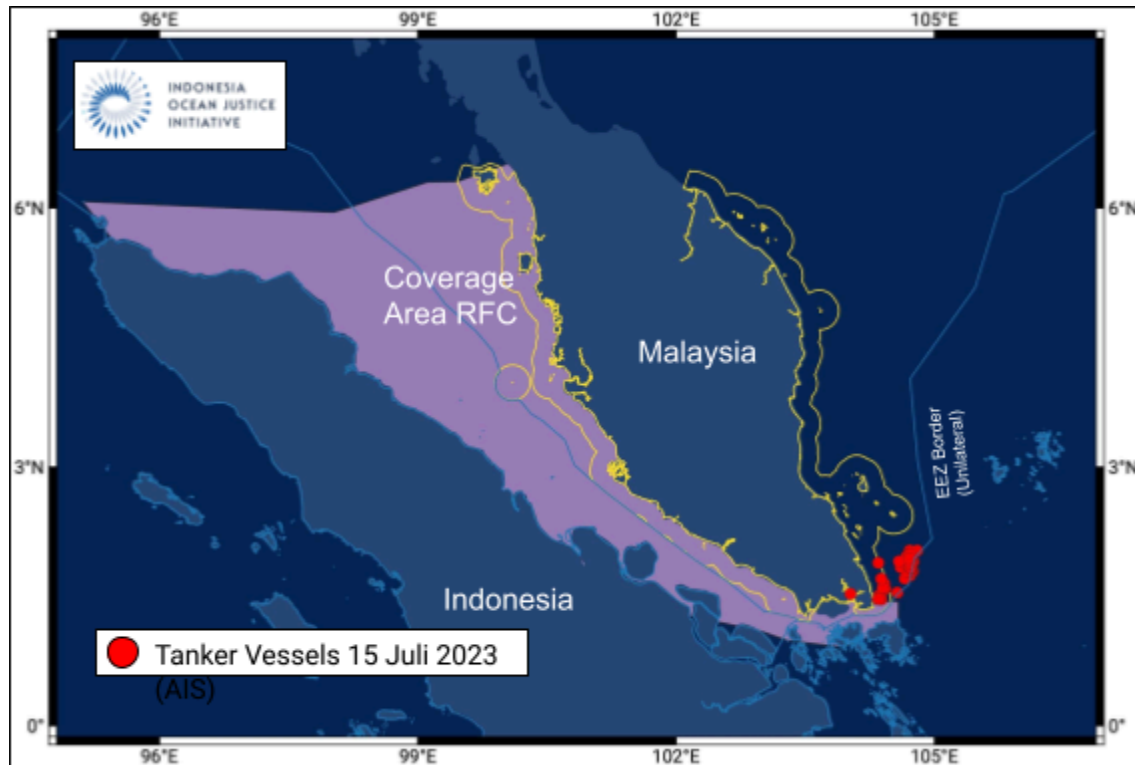 96°E 99°E 102°E 105°E
INDONESIA
OCEAN JUSTICE
INITIATIVE
6°N 6°N
Coverage
Area RFC
Malaysia
EEZ Border
(Unilateral)
3°N 3°N
Indonesia
Tanker Vessels 15 Juli 2023
(AIS)
0° 0°
96°E 99°E 102°E 105°E